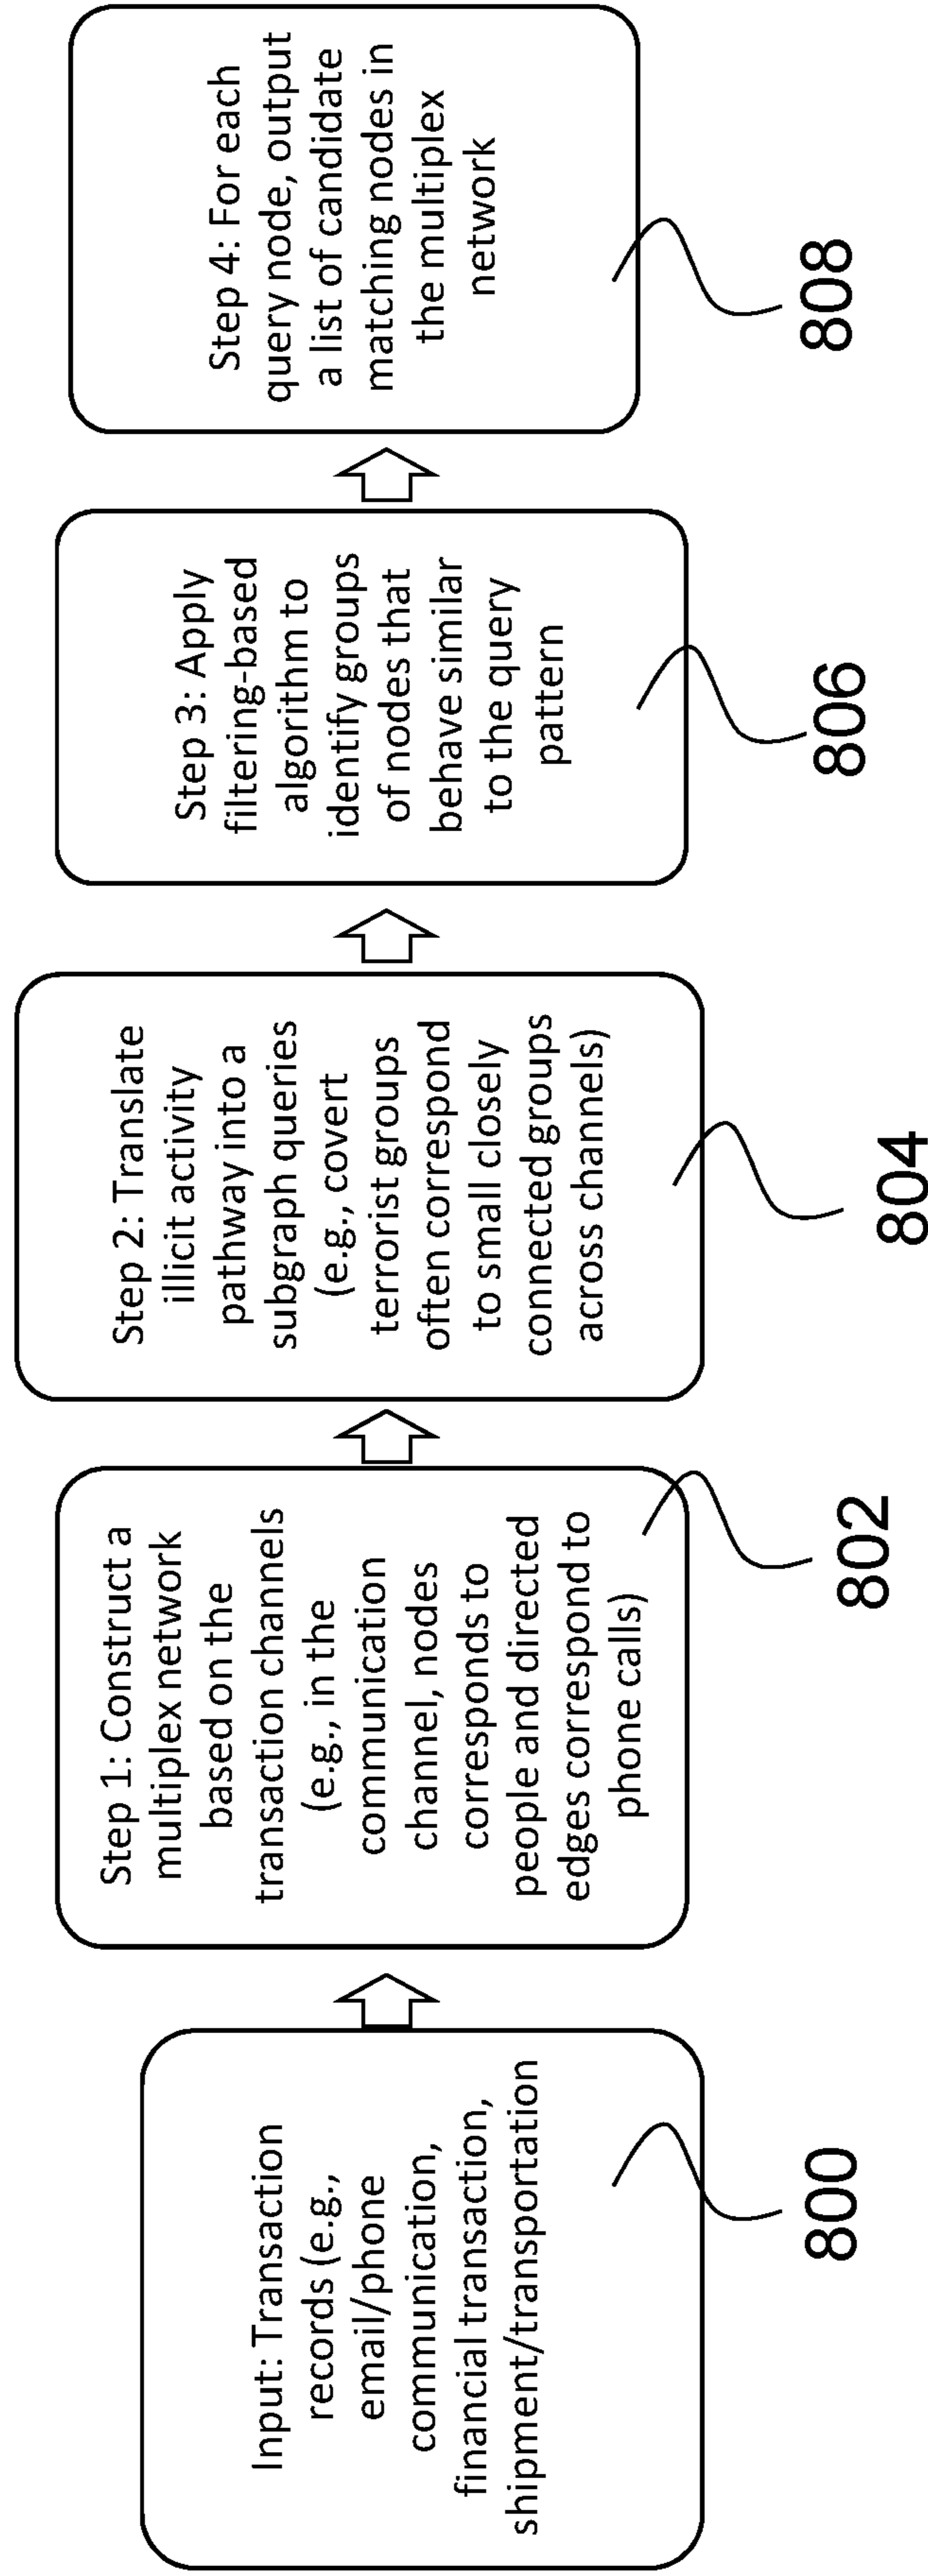 Input: Transaction
records (e.g.,
email/phone
communication,
financial transaction,
shipment/transportation
800
Step 1: Construct a
multiplex network
based on the
transaction channels
(e.g., in the
communication
channel, nodes
corresponds to
people and directed
edges correspond to
phone calls)
802
Step 2: Translate
illicit activity
pathway into a
subgraph queries
(e.g., covert
terrorist groups
often correspond
to small closely
connected groups
across channels)
804
Step 3: Apply
filtering-based
algorithm to
identify groups
of nodes that
behave similar
to the query
pattern
806
Step 4: For each
query node, output
a list of candidate
matching nodes in
the multiplex
network
808